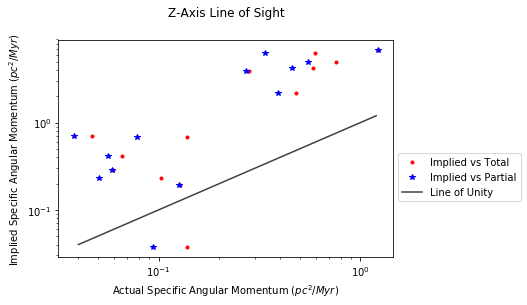 Z-Axis Line of Sight
Implied Specific Angular Momentum (pc²/Myr)
10⁰
10⁻¹
10⁻¹
10⁰
Actual Specific Angular Momentum (pc²/Myr)
Implied vs Total
Implied vs Partial
Line of Unity